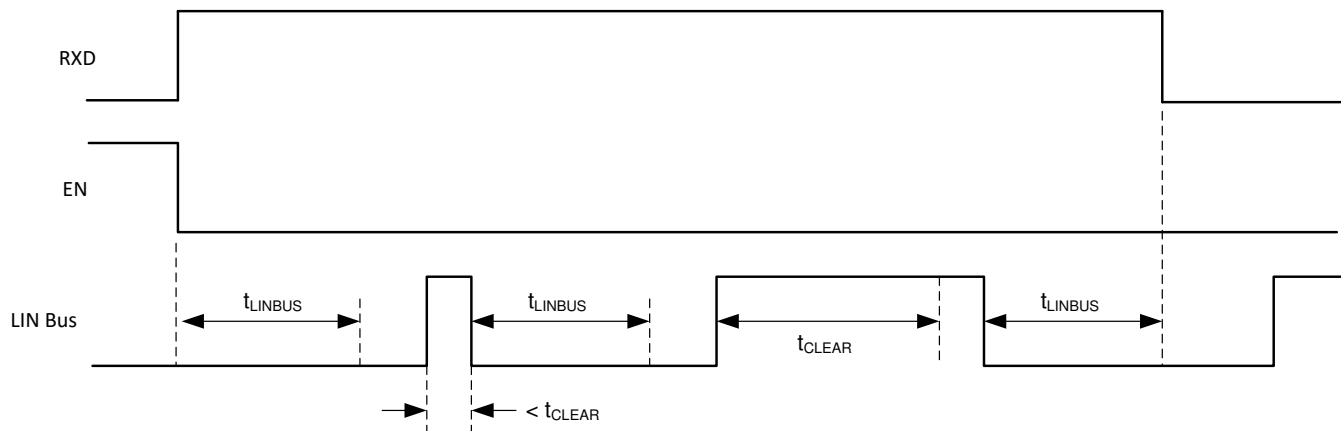 RXD
EN
LIN Bus
tLINBUS
tLINBUS
tCLEAR
tLINBUS
< tCLEAR